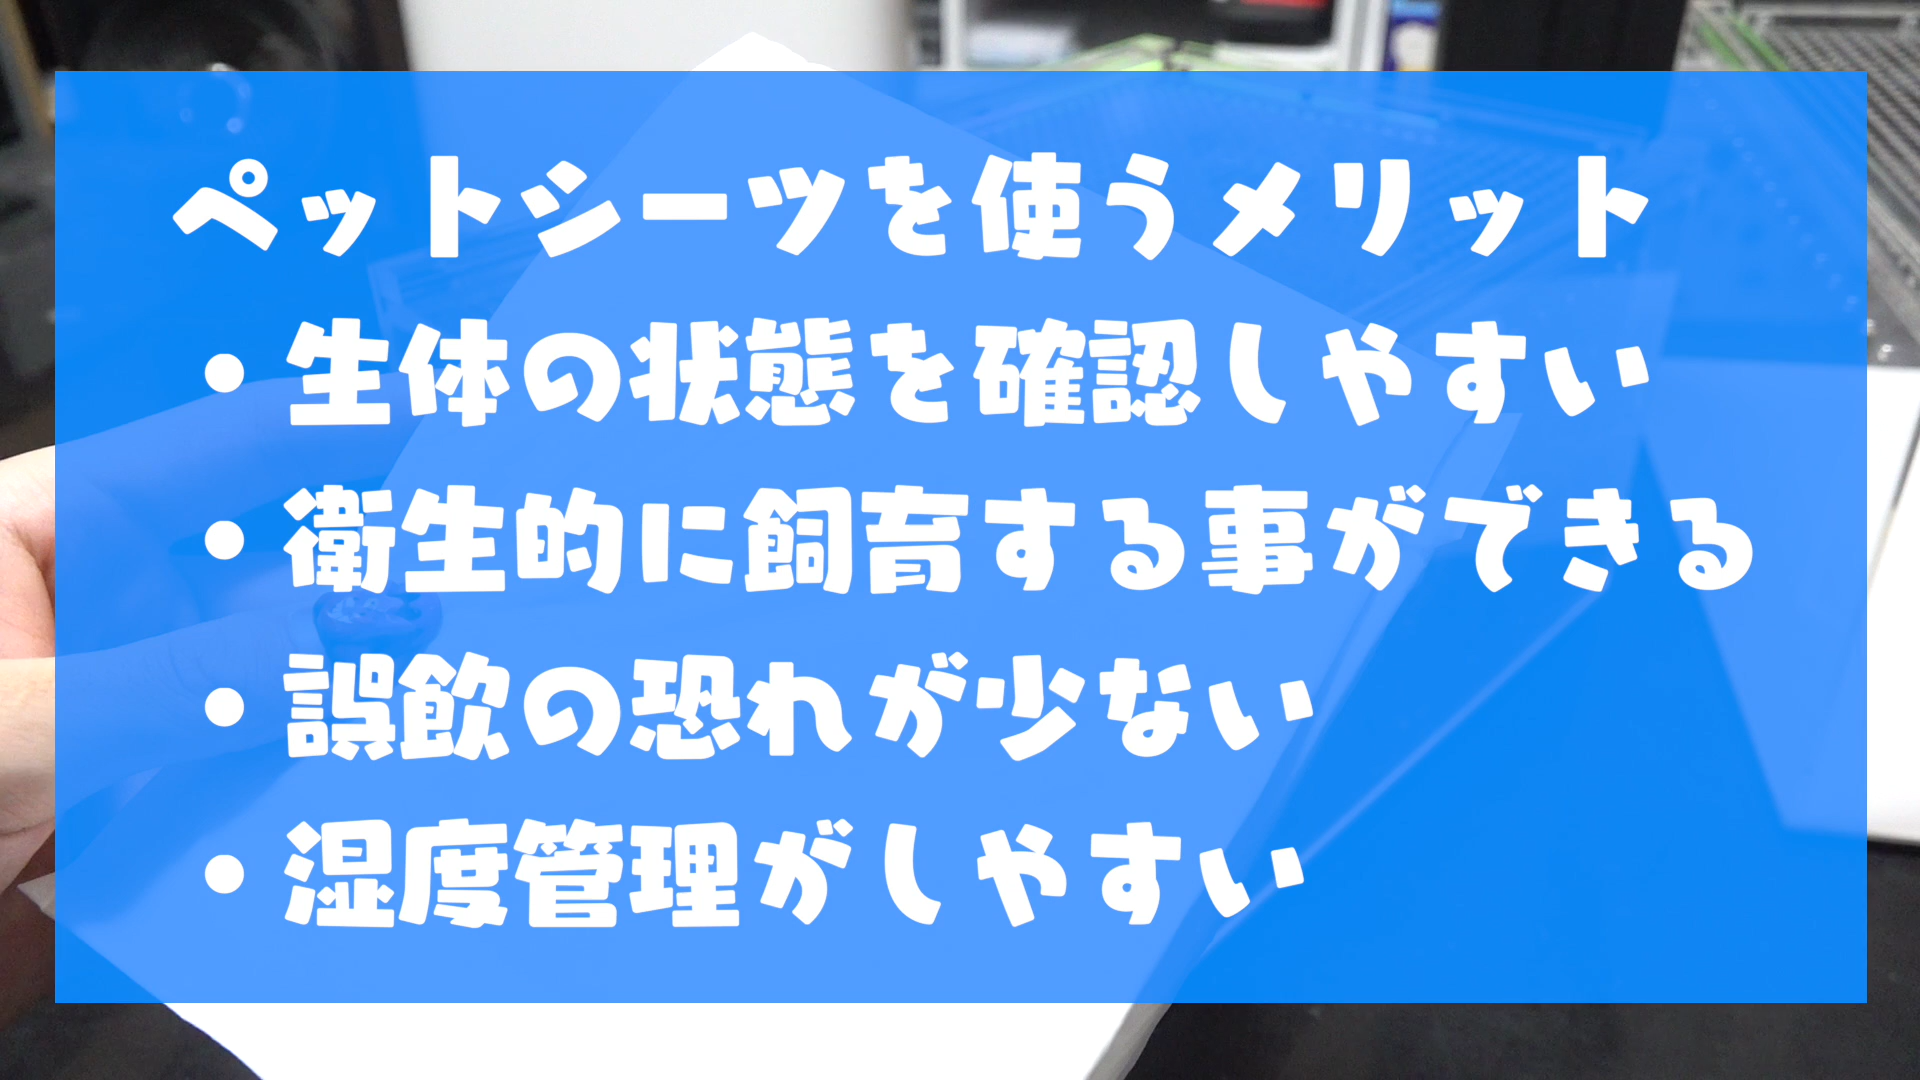 ペットシーツを使うメリット
・生体の状態を確認しやすい
・衛生的に飼育する事ができる
・誤飲の恐れが少ない
・湿度管理がしやすい